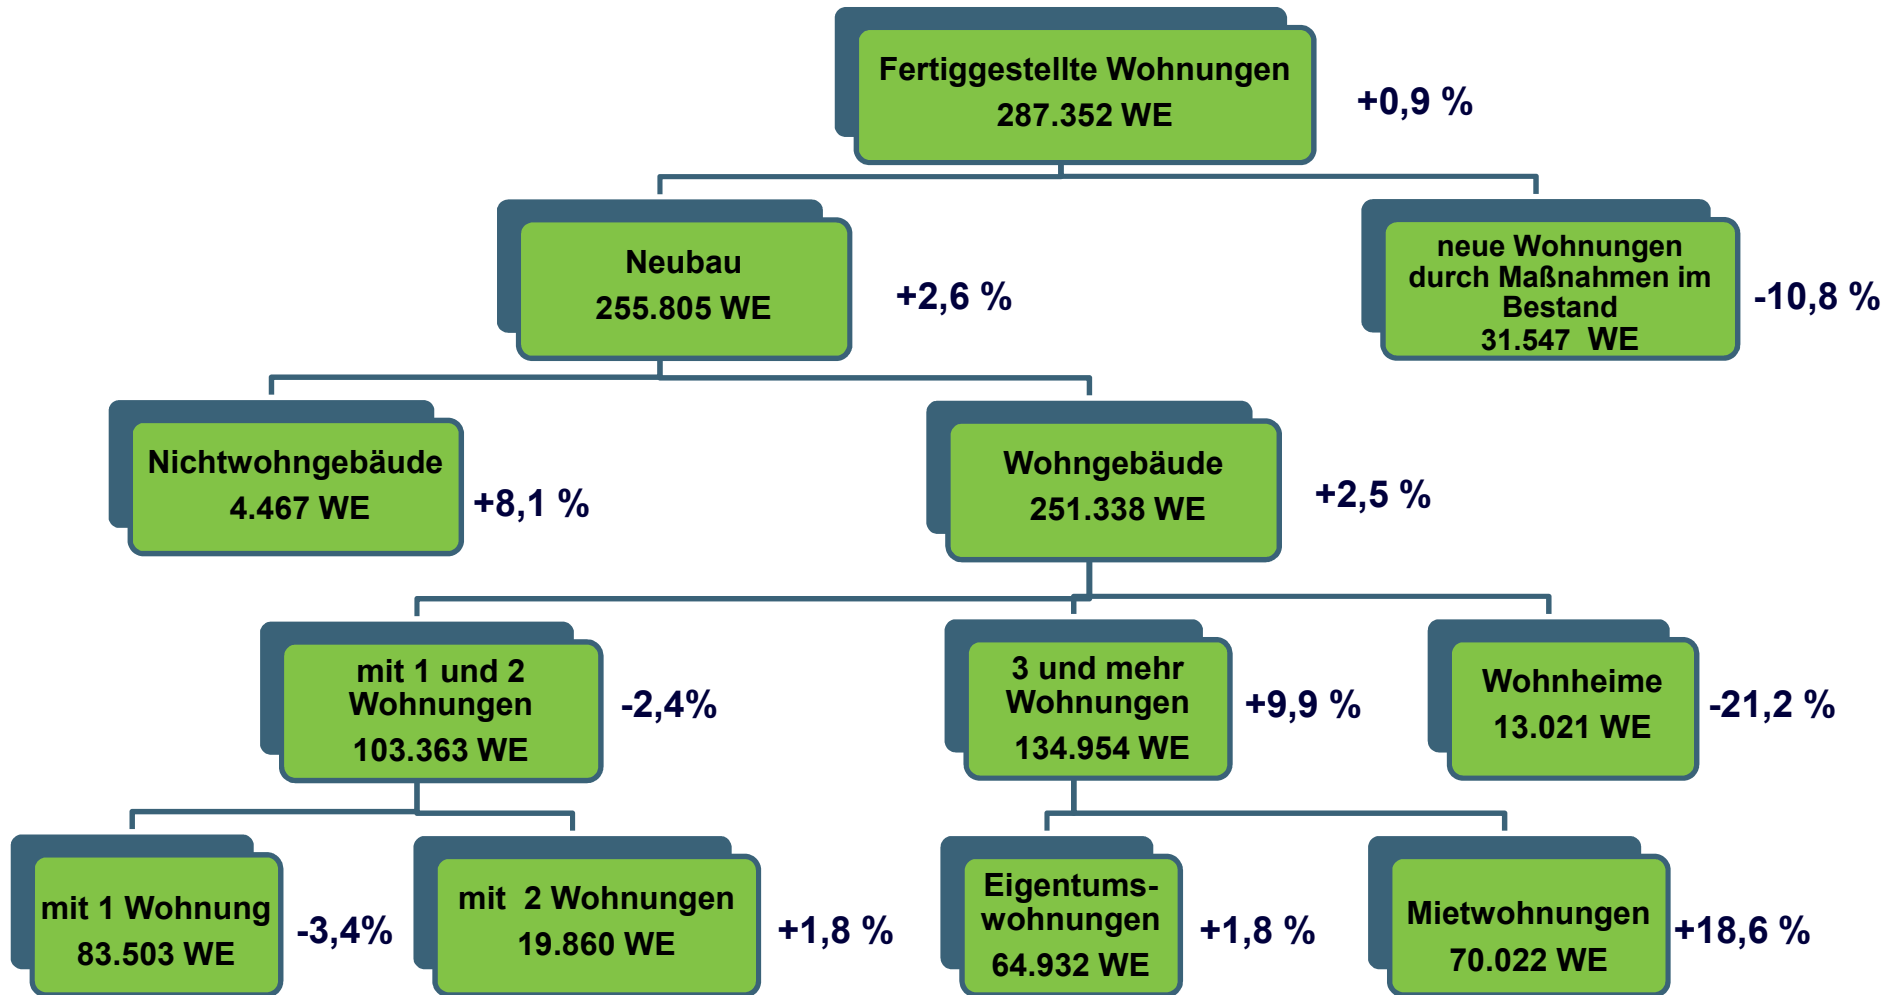 Fertiggestellte Wohnungen
287.352 WE
+0,9 %
Neubau
255.805 WE
+2,6 %
neue Wohnungen
durch Maßnahmen im
Bestand
31.547 WE
-10,8 %
Nichtwohngebäude
4.467 WE
+8,1 %
Wohngebäude
251.338 WE
+2,5 %
mit 1 und 2
Wohnungen
103.363 WE
-2,4%
3 und mehr
Wohnungen
134.954 WE
+9,9 %
Wohnheime
13.021 WE
-21,2 %
mit 1 Wohnung
83.503 WE
-3,4%
mit 2 Wohnungen
19.860 WE
+1,8 %
Eigentums-
wohnungen
64.932 WE
+1,8 %
Mietwohnungen
70.022 WE
+18,6 %